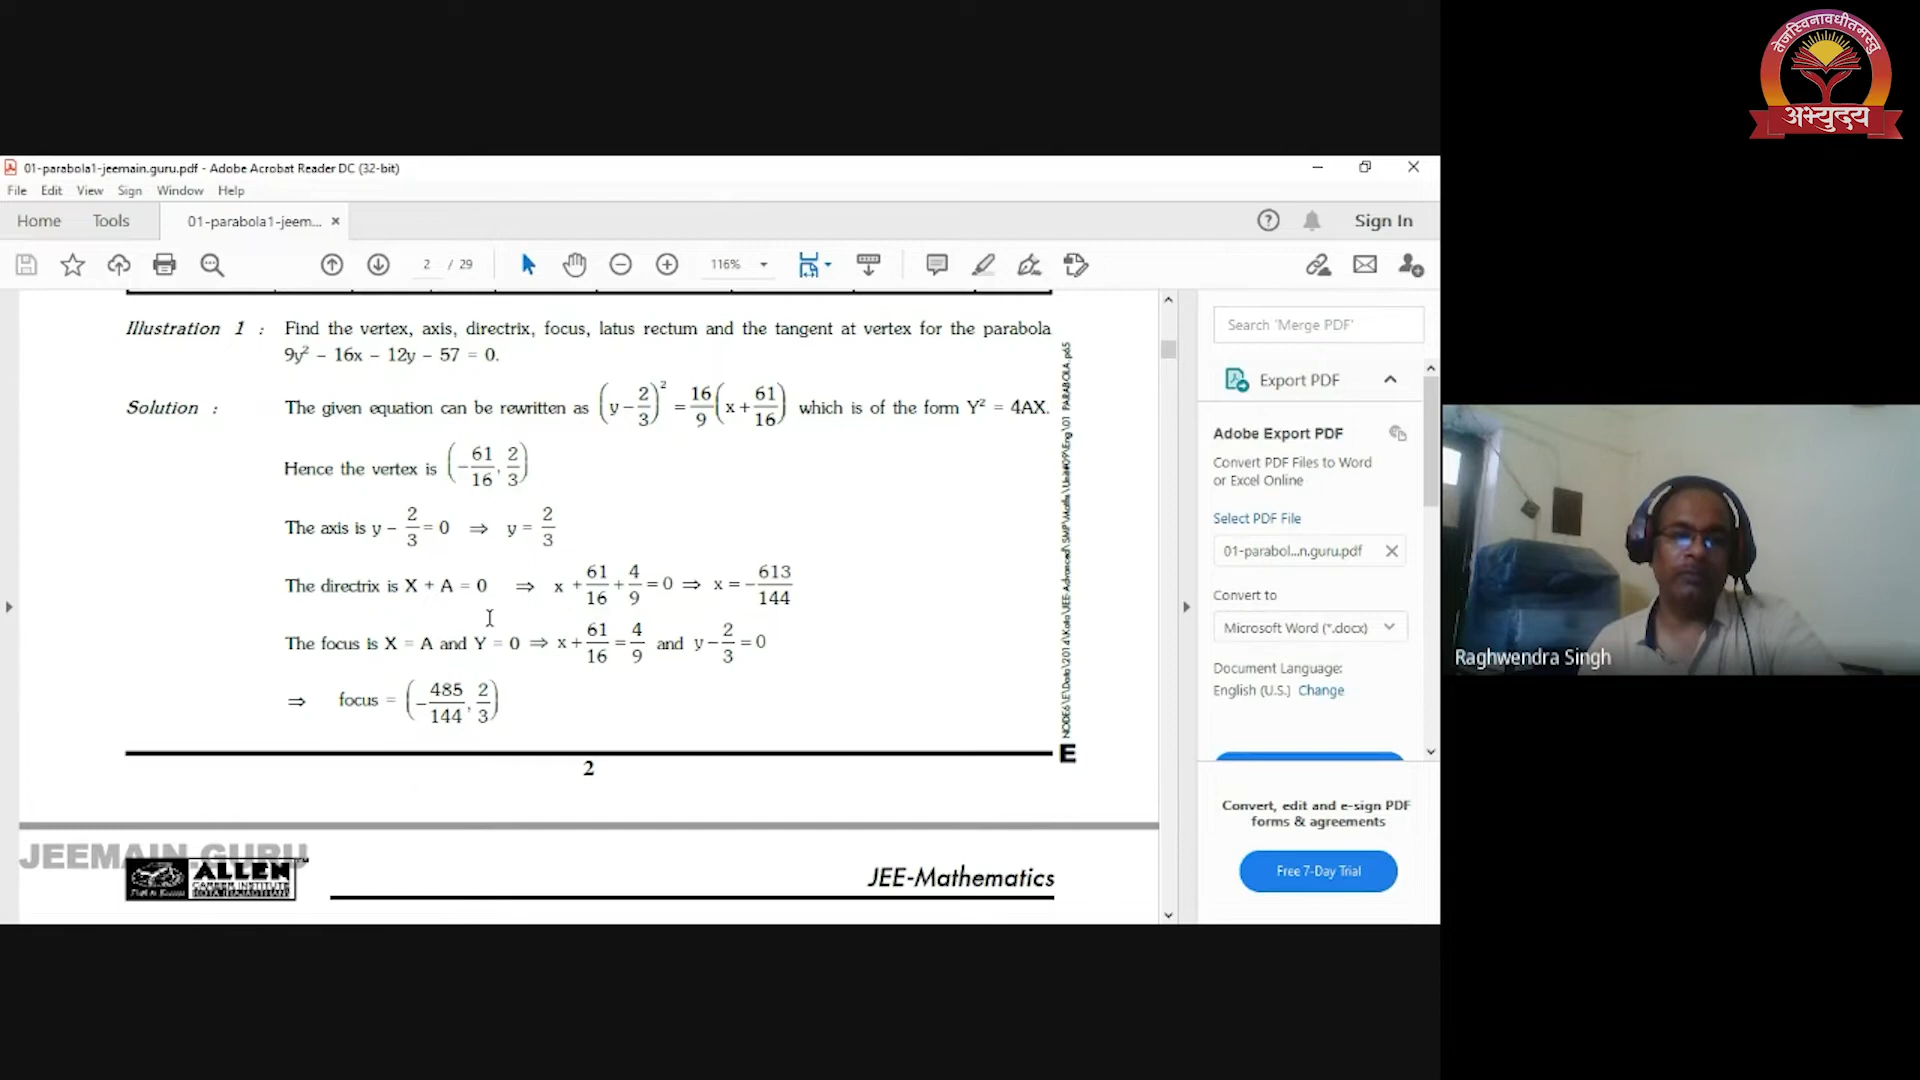 तेजस्विनावधीतमस्तु
अभ्युदय
01-parabola1-jeemain.guru.pdf - Adobe Acrobat Reader DC (32-bit)
File Edit View Sign Window Help
Home Tools 01-parabola1-jeem... × Sign In
2 / 29 116%
Illustration 1 : Find the vertex, axis, directrix, focus, latus rectum and the tangent at vertex for the parabola
9y² – 16x – 12y – 57 = 0.
Solution : The given equation can be rewritten as (y – 2/3)² = 16/9 (x + 61/16) which is of the form Y² = 4AX.
Hence the vertex is (–61/16, 2/3)
The axis is y – 2/3 = 0 ⇒ y = 2/3
The directrix is X + A = 0 ⇒ x + 61/16 + 4/9 = 0 ⇒ x = –613/144
The focus is X = A and Y = 0 ⇒ x + 61/16 = 4/9 and y – 2/3 = 0
⇒ focus = (–485/144, 2/3)
2
E
JEEMAIN.GURU
ALLEN
CAREER INSTITUTE
KOTA (RAJASTHAN)
JEE-Mathematics
Search 'Merge PDF'
Export PDF
Adobe Export PDF
Convert PDF Files to Word
or Excel Online
Select PDF File
01-parabol...n.guru.pdf
Convert to
Microsoft Word (*.docx)
Document Language:
English (U.S.) Change
Convert, edit and e-sign PDF
forms & agreements
Free 7-Day Trial
Raghwendra Singh